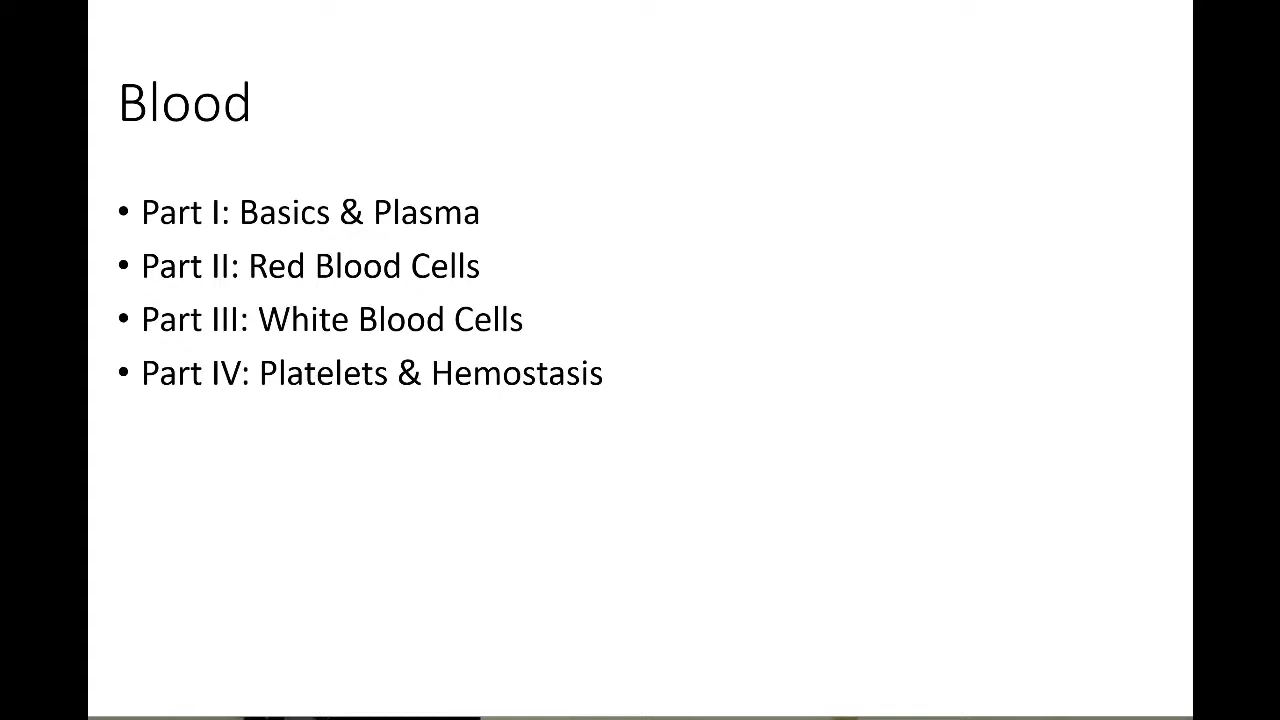 Blood
• Part I: Basics & Plasma
• Part II: Red Blood Cells
• Part III: White Blood Cells
• Part IV: Platelets & Hemostasis